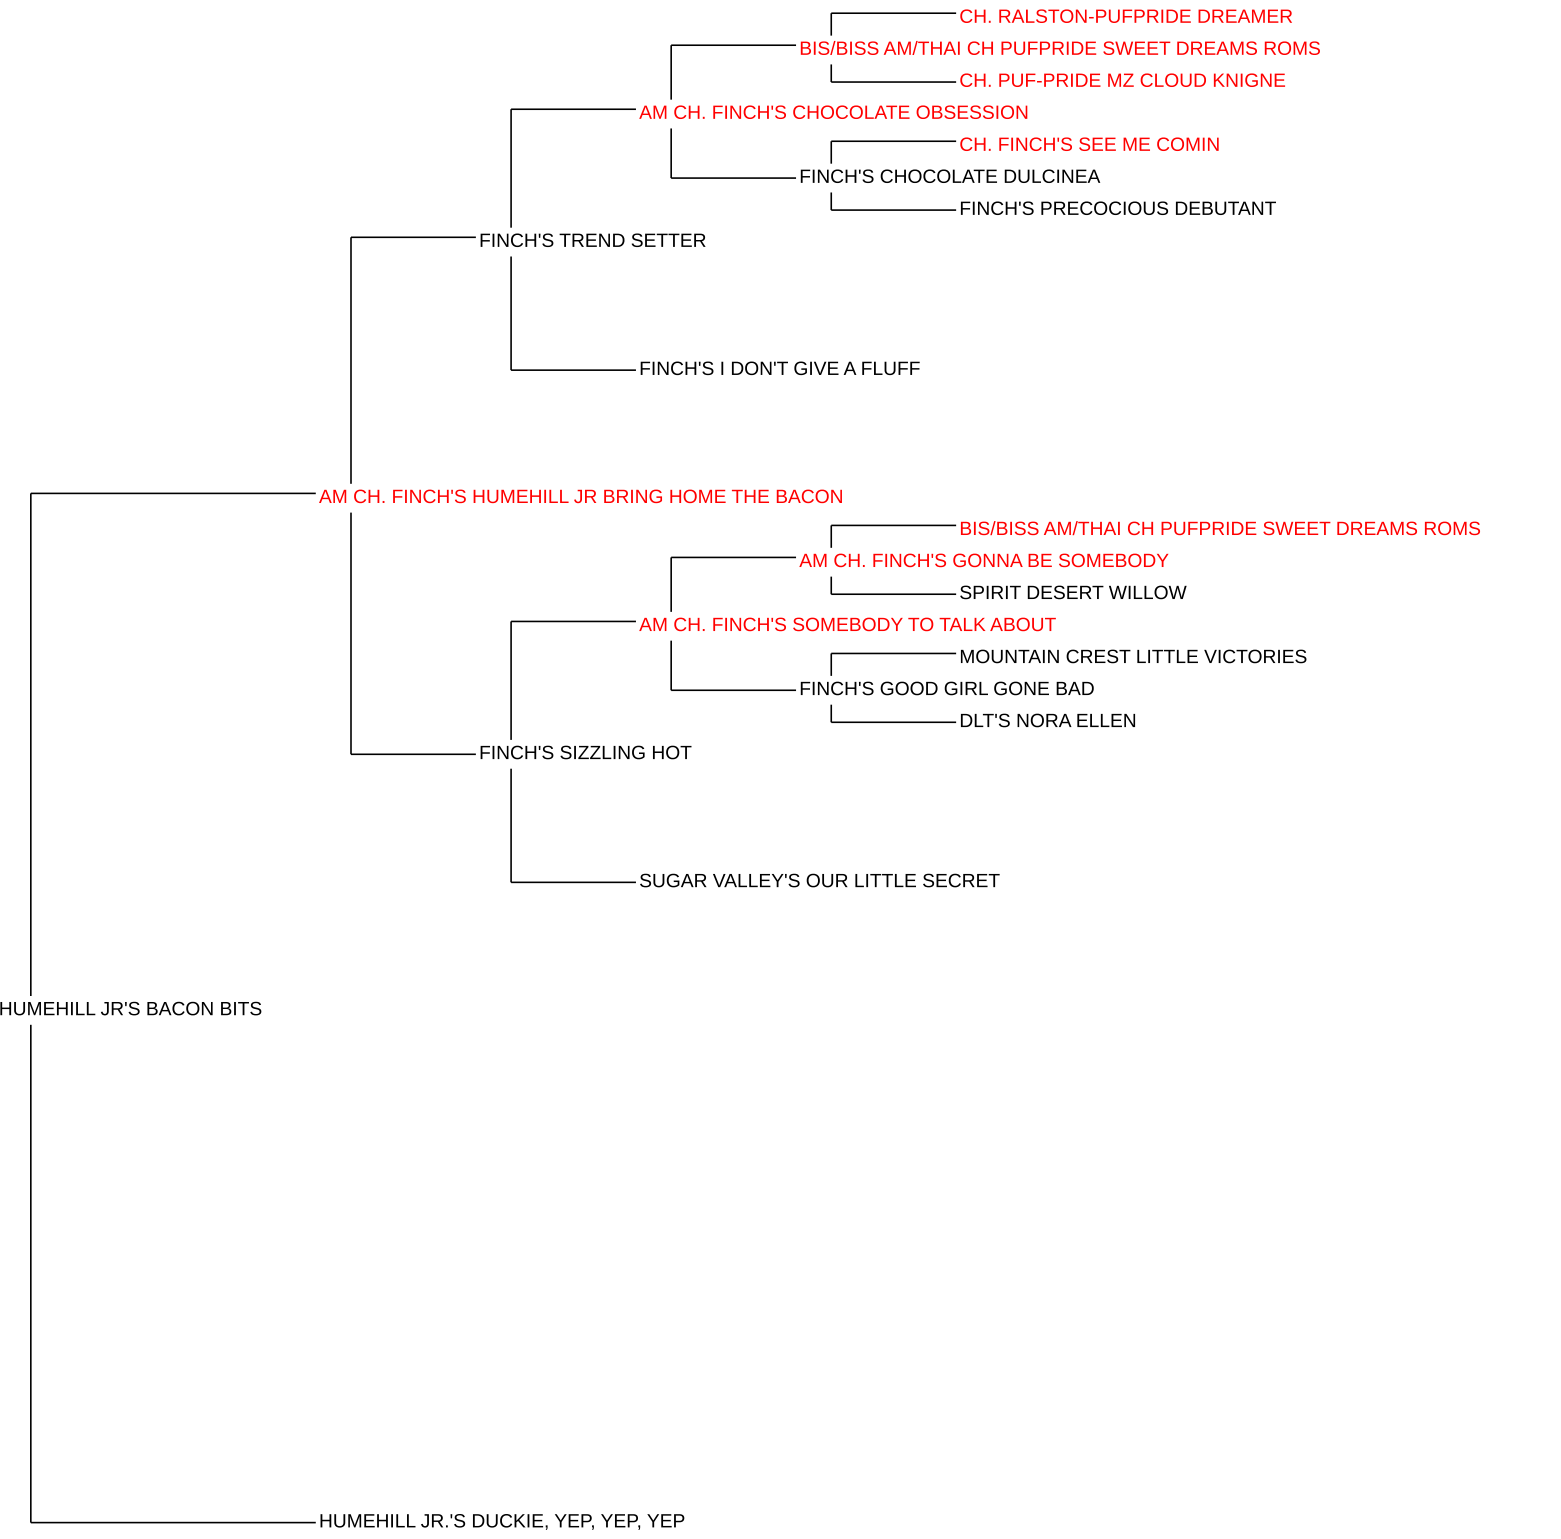 CH. RALSTON-PUFPRIDE DREAMER
BIS/BISS AM/THAI CH PUFPRIDE SWEET DREAMS ROMS
CH. PUF-PRIDE MZ CLOUD KNIGNE
AM CH. FINCH'S CHOCOLATE OBSESSION
CH. FINCH'S SEE ME COMIN
FINCH'S CHOCOLATE DULCINEA
FINCH'S PRECOCIOUS DEBUTANT
FINCH'S TREND SETTER
FINCH'S I DON'T GIVE A FLUFF
AM CH. FINCH'S HUMEHILL JR BRING HOME THE BACON
BIS/BISS AM/THAI CH PUFPRIDE SWEET DREAMS ROMS
AM CH. FINCH'S GONNA BE SOMEBODY
SPIRIT DESERT WILLOW
AM CH. FINCH'S SOMEBODY TO TALK ABOUT
MOUNTAIN CREST LITTLE VICTORIES
FINCH'S GOOD GIRL GONE BAD
DLT'S NORA ELLEN
FINCH'S SIZZLING HOT
SUGAR VALLEY'S OUR LITTLE SECRET
HUMEHILL JR'S BACON BITS
HUMEHILL JR.'S DUCKIE, YEP, YEP, YEP